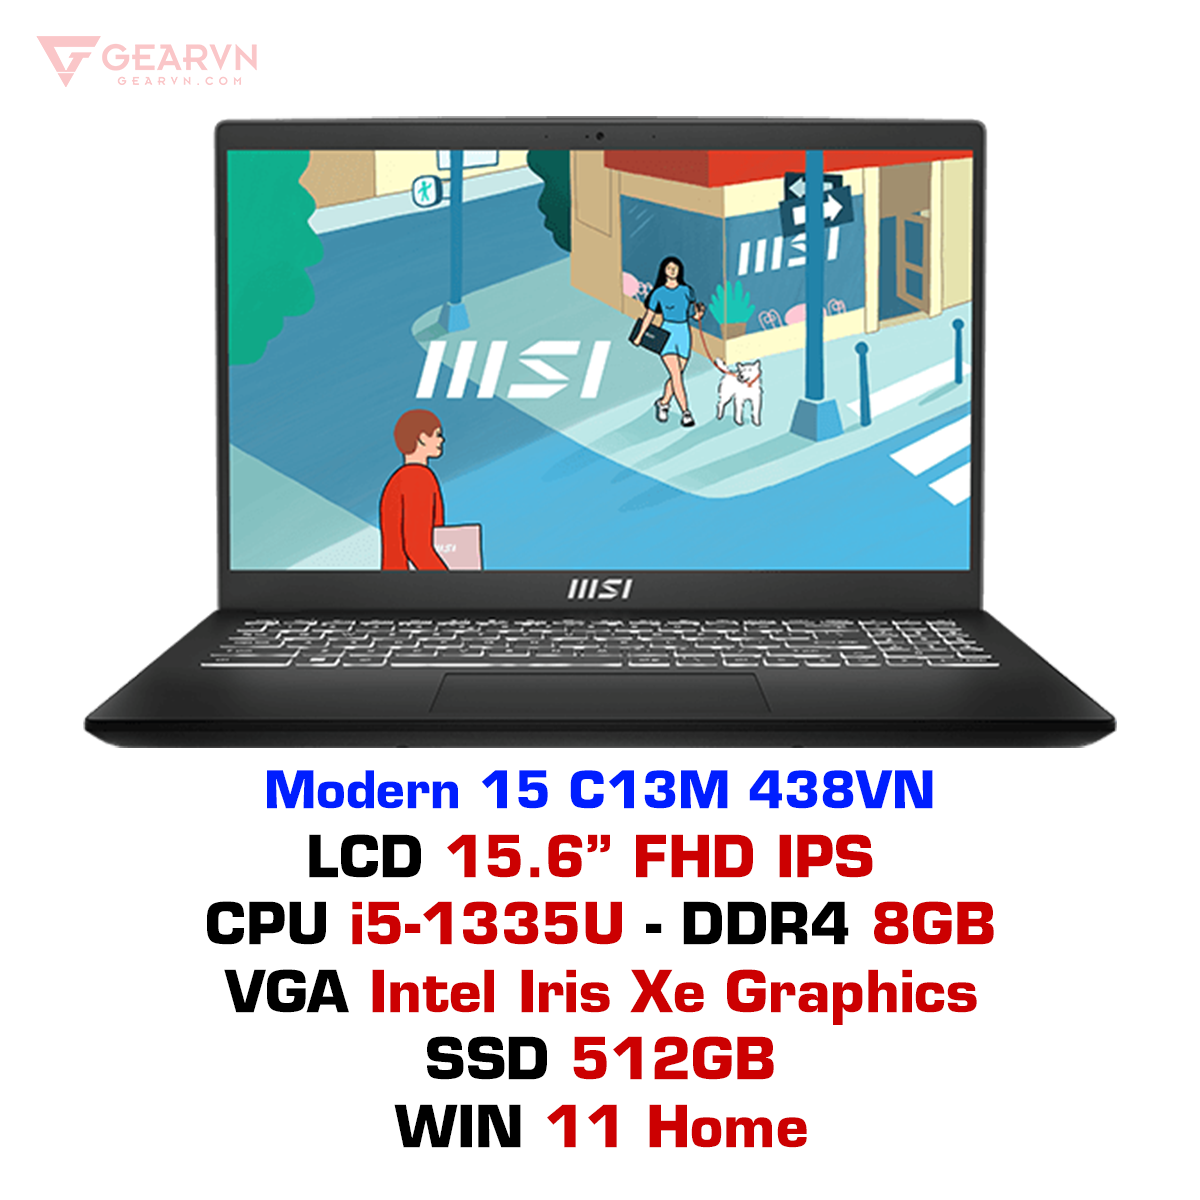 GEARVN
GEARVN.COM
MSI
MSI
MSI
MSI
Modern 15 C13M 438VN
LCD 15.6” FHD IPS
CPU i5-1335U - DDR4 8GB
VGA Intel Iris Xe Graphics
SSD 512GB
WIN 11 Home